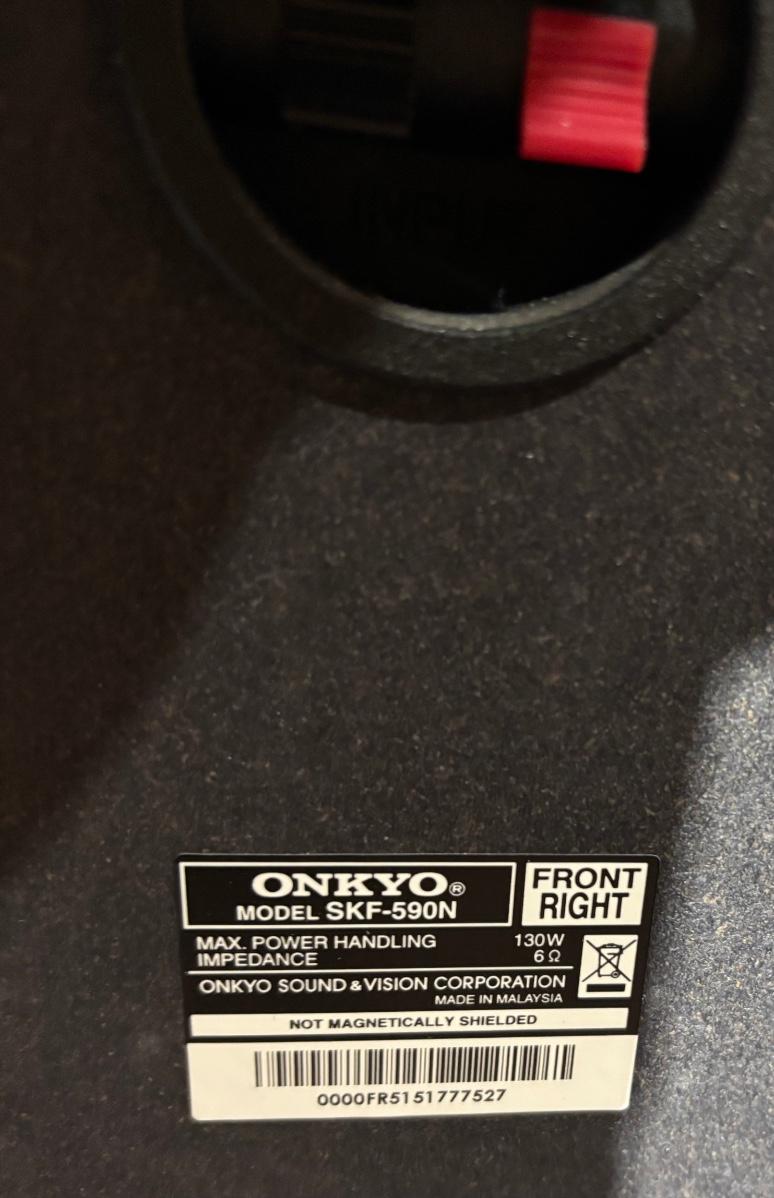 INPUT
ONKYO®
MODEL SKF-590N
FRONT
RIGHT
MAX. POWER HANDLING 130W
IMPEDANCE 6 Ω
ONKYO SOUND & VISION CORPORATION
MADE IN MALAYSIA
NOT MAGNETICALLY SHIELDED
0000FR5151777527